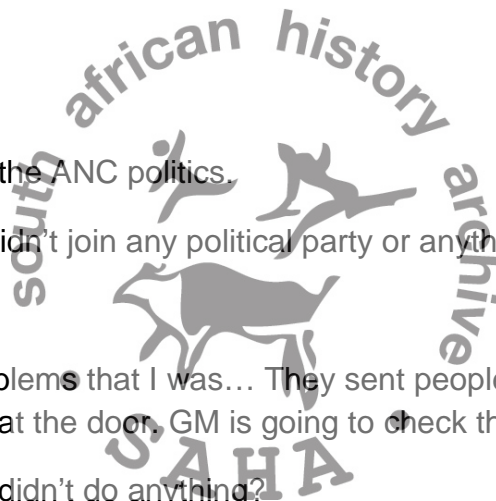 south african history archive
the ANC politics.
idn't join any political party or anyth
blems that I was… They sent people
at the door. GM is going to check th
SAHA
didn't do anything?